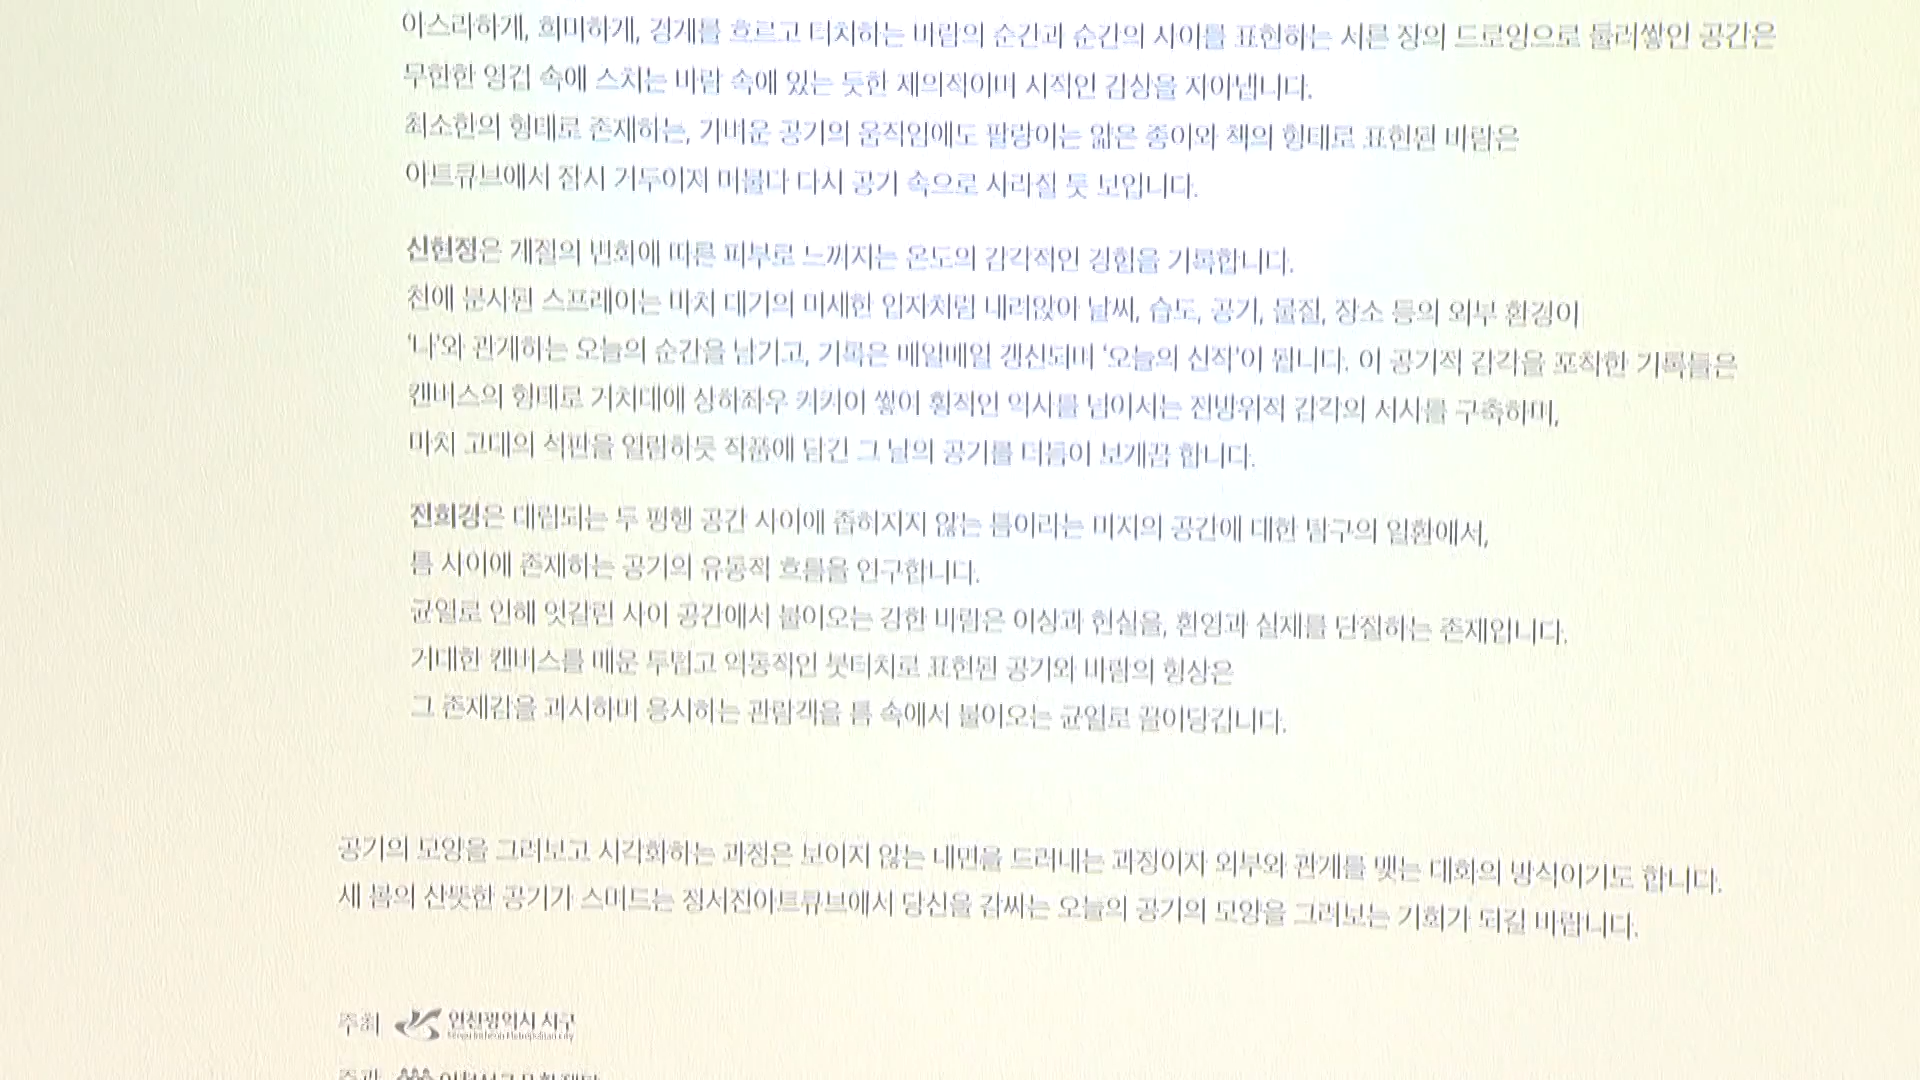 아스라하게, 희미하게, 경계를 흐르고 터치하는 바람의 순간과 순간의 사이를 표현하는 서른 장의 드로잉으로 둘러쌓인 공간은
무한한 영겁 속에 스치는 바람 속에 있는 듯한 제의적이며 시적인 감상을 자아냅니다.
최소한의 형태로 존재하는, 가벼운 공기의 움직임에도 팔랑이는 얇은 종이와 책의 형태로 표현된 바람은
아트큐브에서 잠시 거두어져 머물다 다시 공기 속으로 사라질 듯 보입니다.
신현정은 계절의 변화에 따른 피부로 느껴지는 온도의 감각적인 경험을 기록합니다.
천에 분사된 스프레이는 마치 대기의 미세한 입자처럼 내려앉아 날씨, 습도, 공기, 물질, 장소 등의 외부 환경이
'나'와 관계하는 오늘의 순간을 남기고, 기록은 매일매일 갱신되며 '오늘의 신작'이 됩니다. 이 공기적 감각을 포착한 기록들은
캔버스의 형태로 거치대에 상하좌우 켜켜이 쌓여 횡적인 역사를 넘어서는 전방위적 감각의 서사를 구축하며,
마치 고대의 석판을 열람하듯 작품에 담긴 그 날의 공기를 더듬어 보게끔 합니다.
진희경은 대립되는 두 평행 공간 사이에 좁혀지지 않는 틈이라는 미지의 공간에 대한 탐구의 일환에서,
틈 사이에 존재하는 공기의 유동적 흐름을 연구합니다.
균열로 인해 엇갈린 사이 공간에서 불어오는 강한 바람은 이상과 현실을, 환영과 실재를 단절하는 존재입니다.
거대한 캔버스를 메운 두텁고 역동적인 붓터치로 표현된 공기와 바람의 형상은
그 존재감을 과시하며 응시하는 관람객을 틈 속에서 불어오는 균열로 끌어당깁니다.
공기의 모양을 그려보고 시각화하는 과정은 보이지 않는 내면을 드러내는 과정이자 외부와 관계를 맺는 대화의 방식이기도 합니다.
새 봄의 산뜻한 공기가 스며드는 정서진아트큐브에서 당신을 감싸는 오늘의 공기의 모양을 그려보는 기회가 되길 바랍니다.
주최 인천광역시 서구
Seogu Incheon Metropolitan City
주관 인천서구문화재단